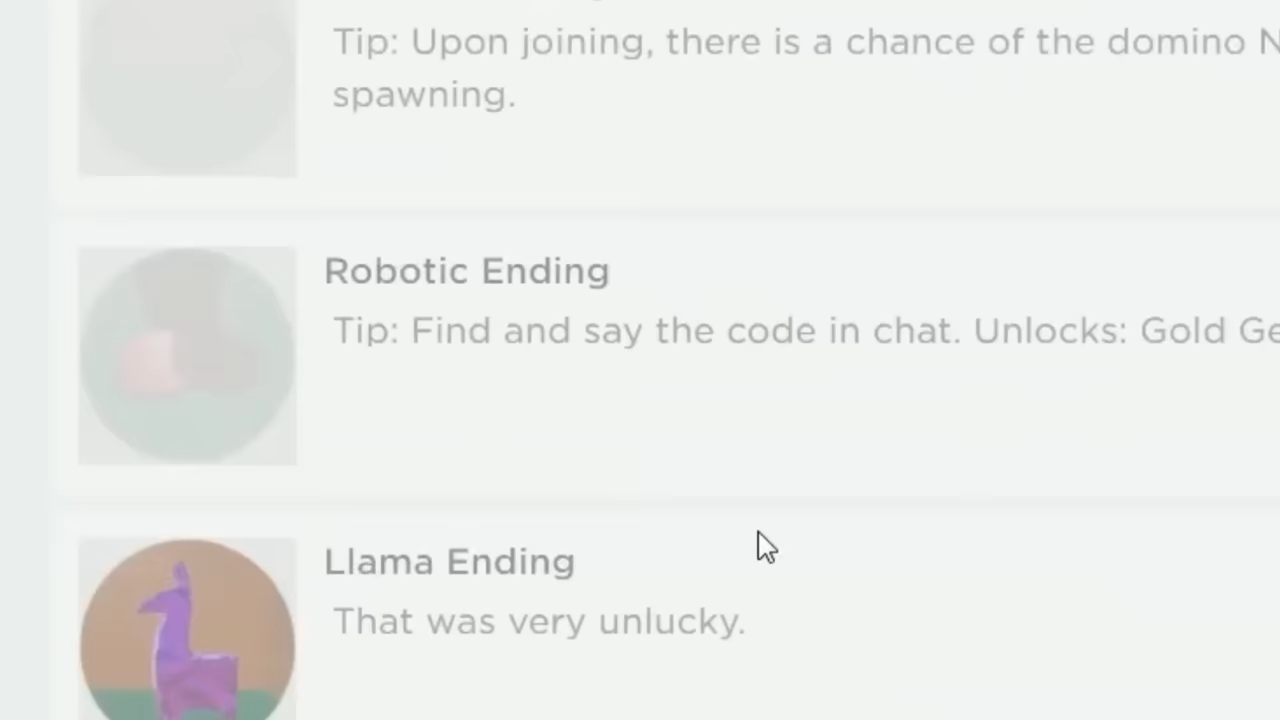 Tip: Upon joining, there is a chance of the domino
spawning.
Robotic Ending
Tip: Find and say the code in chat. Unlocks: Gold
Llama Ending
That was very unlucky.